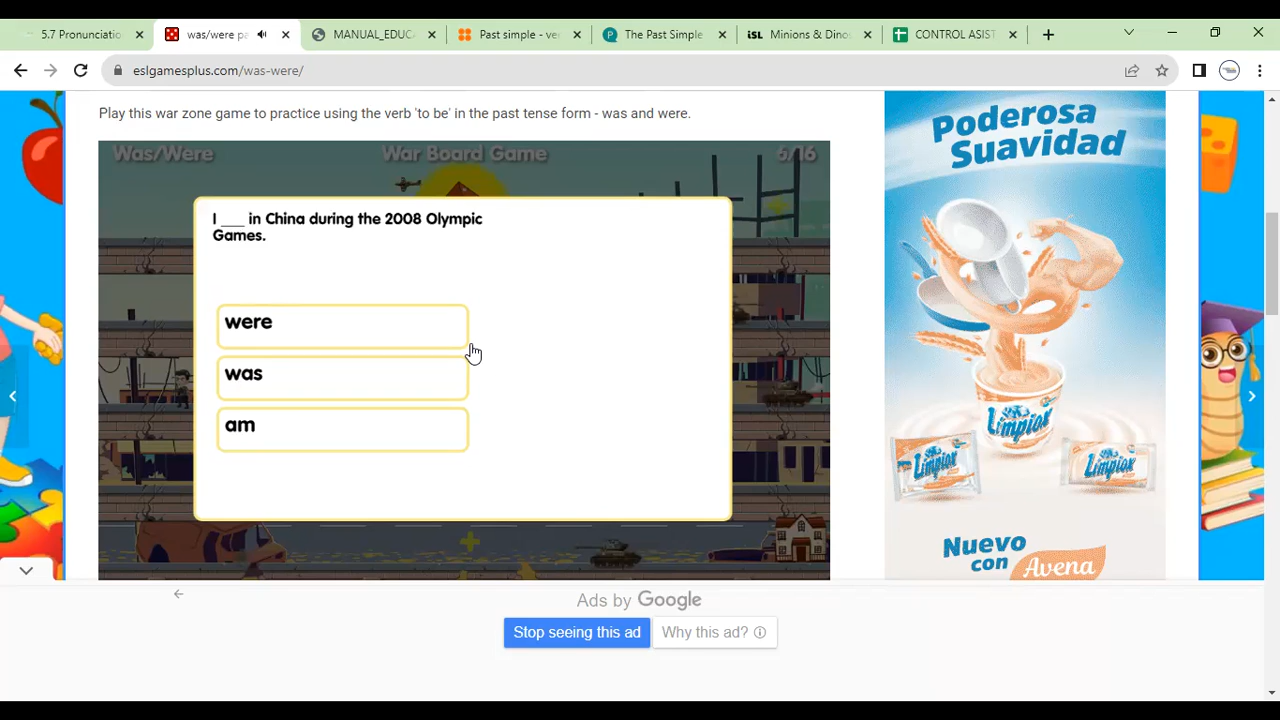 5.7 Pronunciatio
was/were pa
MANUAL_EDUCA
Past simple - ve
The Past Simple
iSL Minions & Dino
CONTROL ASIST
eslgamesplus.com/was-were/
Play this war zone game to practice using the verb 'to be' in the past tense form - was and were.
Was/Were
War Board Game
6/16
I ___ in China during the 2008 Olympic
Games.
were
was
am
Poderosa
Suavidad
Limpiox
Limpiox
Limpiox
Nuevo
con Avena
Ads by Google
Stop seeing this ad
Why this ad?